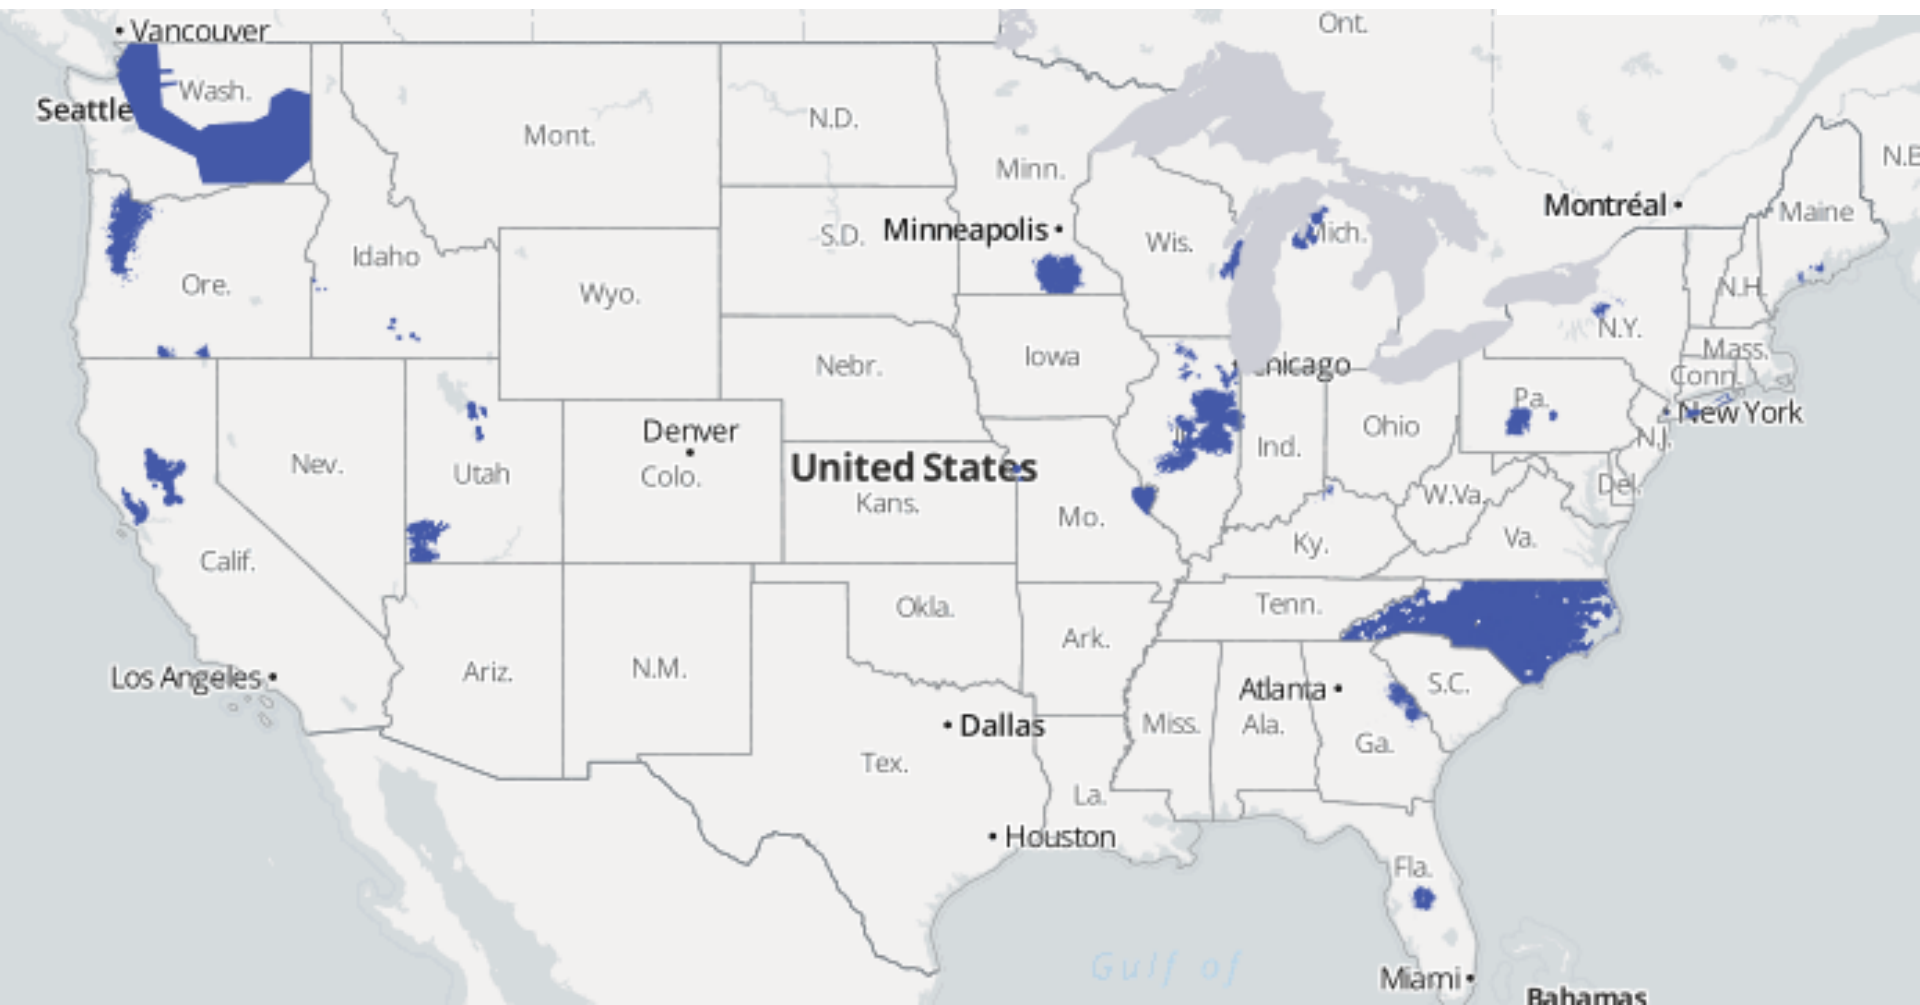 Vancouver
Ont.
Wash.
Seattle
Mont.
N.D.
Minn.
N.B
Montréal
Maine
Minneapolis
S.D.
Wis.
Mich.
Idaho
Ore.
Wyo.
N.H.
N.Y.
Iowa
Mass.
Nebr.
Chicago
Conn.
Pa.
New York
Denver
Ohio
N.J.
Nev.
Utah
Colo.
United States
Ind.
Kans.
W.Va.
Del.
Mo.
Va.
Ky.
Calif.
Okla.
Tenn.
Ark.
Los Angeles
Ariz.
N.M.
Atlanta
S.C.
Dallas
Miss.
Ala.
Ga.
Tex.
La.
Houston
Fla.
Gulf of
Miami
Bahamas